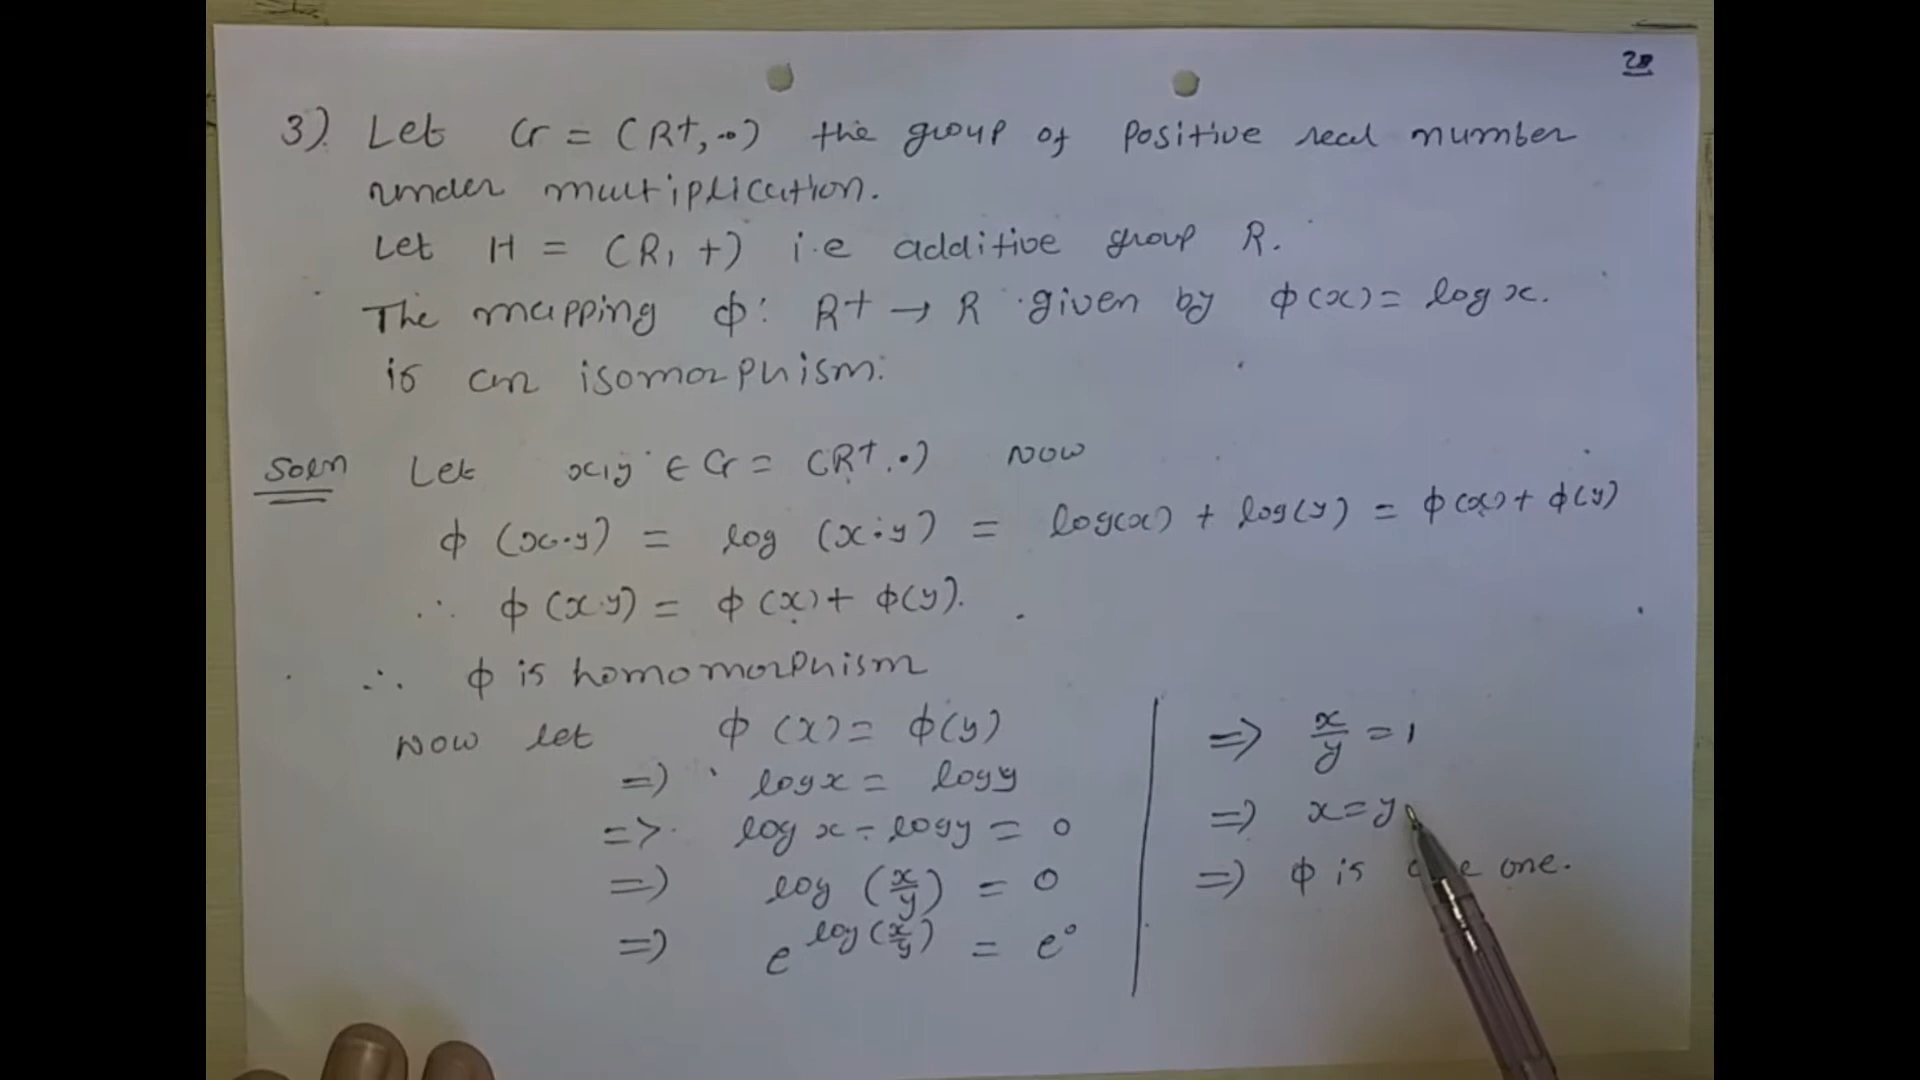 28
3). Let G = (R+, ·) the group of Positive real number
under multiplication.
Let H = (R, +) i.e additive group R.
The mapping ϕ: R+ → R given by ϕ(x) = log x.
is an isomorphism.
Soln Let x,y ∈ G = (R+, ·) Now
ϕ (x·y) = log (x·y) = log(x) + log(y) = ϕ(x) + ϕ(y)
∴ ϕ(x·y) = ϕ(x) + ϕ(y).
∴ ϕ is homomorphism
Now let ϕ(x) = ϕ(y)
=> log x = log y
=> log x - log y = 0
=> log (x/y) = 0
=> e^log(x/y) = e^0
=> x/y = 1
=> x = y
=> ϕ is one one.